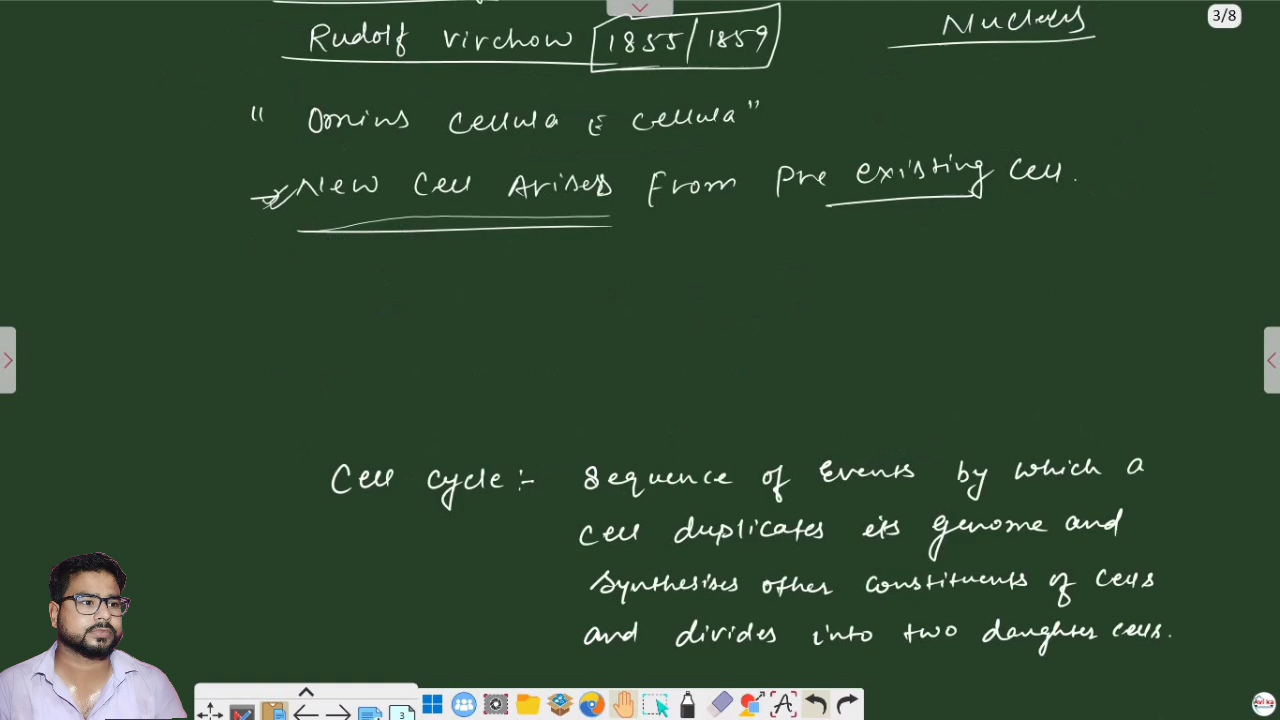 Rudolf Virchow 1855/1859
Nucleus
3/8
" Omnins cellula E cellula"
New Cell Arises From Pre existing Cell.
Cell cycle :- Sequence of Events by which a
Cell duplicates its genome and
Synthesises other constituents of cells
and divides into two daughter cells.
3